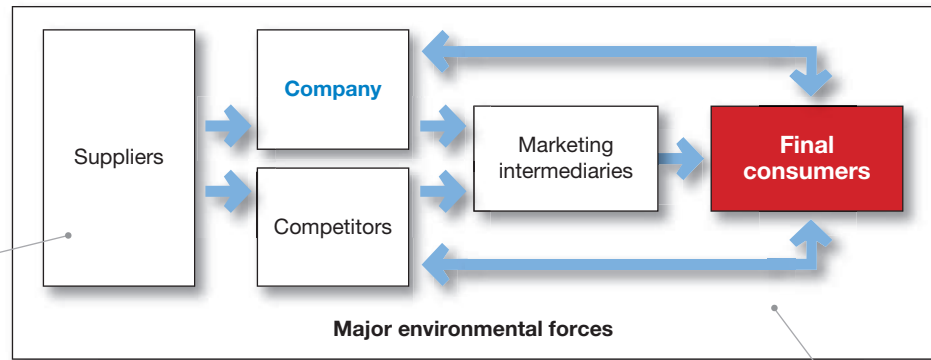 Suppliers
Company
Competitors
Marketing
intermediaries
Final
consumers
Major environmental forces